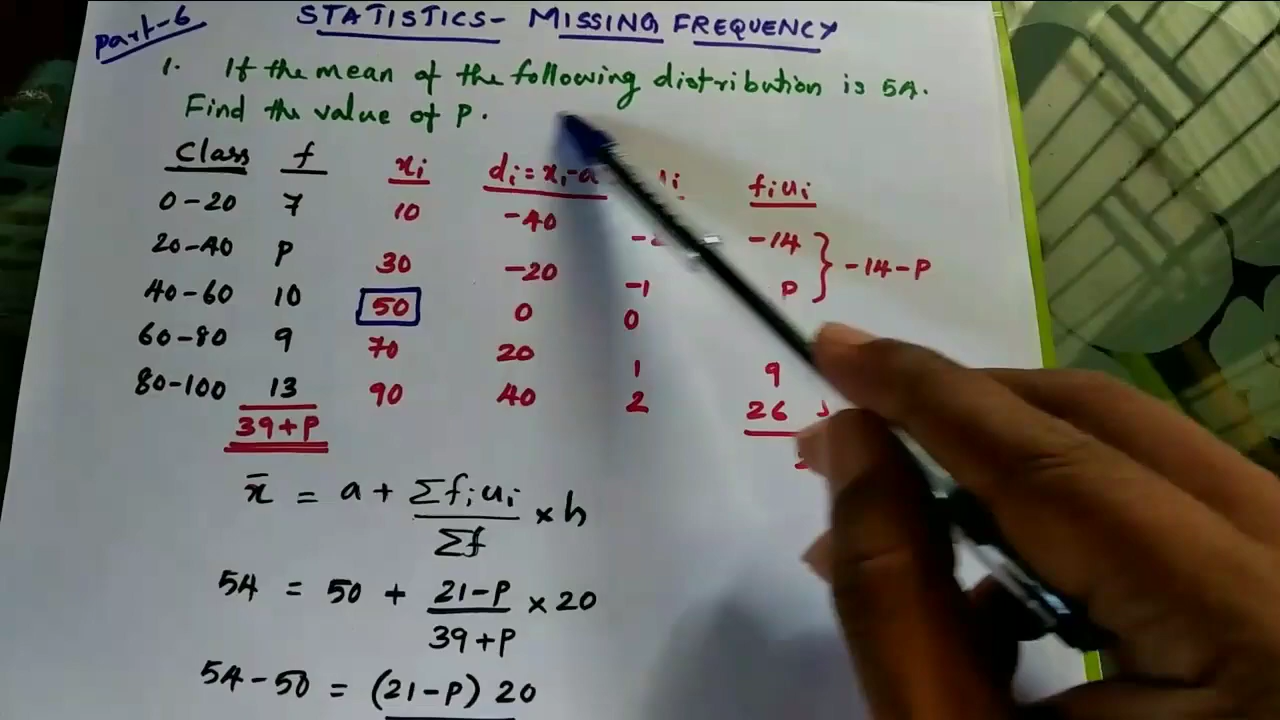 Part-6
STATISTICS- MISSING FREQUENCY
1. If the mean of the following distribution is 54.
Find the value of P.
Class f xi di = xi-a fiui
0-20 7 10 -40 -14
20-40 P 30 -20 -1 P } -14-P
40-60 10 50 0 0
60-80 9 70 20 1 9
80-100 13 90 40 2 26
39+P
x̄ = a + Σfiui / Σf × h
54 = 50 + 21-P / 39+P × 20
54-50 = (21-P) 20